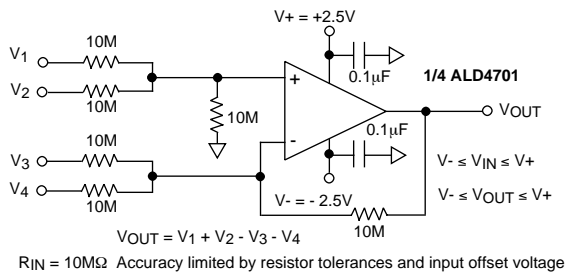 V+ = +2.5V
V1
10M
0.1µF
1/4 ALD4701
V2
10M
+
10M
VOUT
-
0.1µF
V3
10M
V- ≤ VIN ≤ V+
V4
10M
V- = - 2.5V
V- ≤ VOUT ≤ V+
10M
VOUT = V1 + V2 - V3 - V4
RIN = 10MΩ Accuracy limited by resistor tolerances and input offset voltage